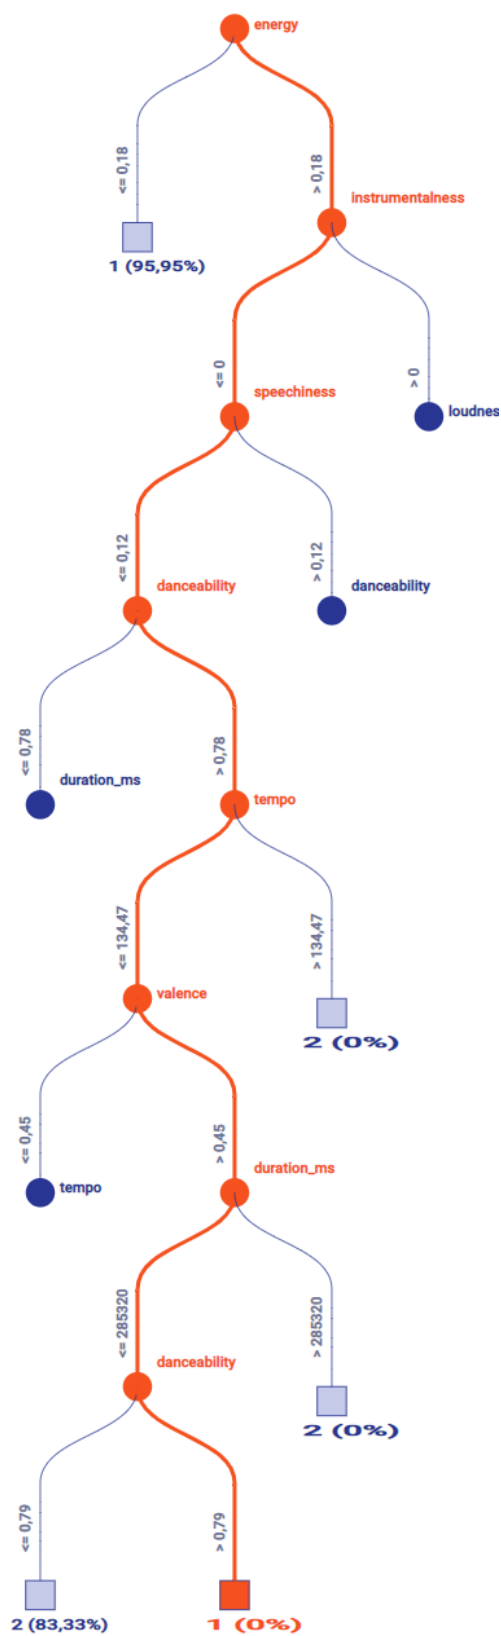 energy
<= 0,18
> 0,18
1 (95,95%)
instrumentalness
<= 0
> 0
speechiness
loudnes
<= 0,12
> 0,12
danceability
danceability
<= 0,78
> 0,78
duration_ms
tempo
<= 134,47
> 134,47
valence
2 (0%)
<= 0,45
> 0,45
tempo
duration_ms
<= 285320
> 285320
danceability
2 (0%)
<= 0,79
> 0,79
2 (83,33%)
1 (0%)